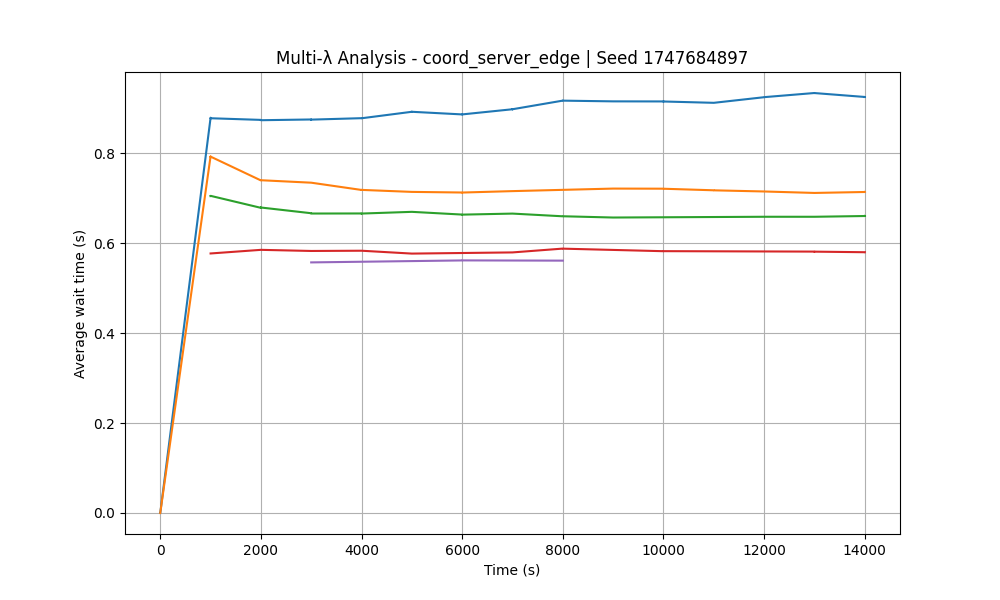 Multi-λ Analysis - coord_server_edge | Seed 1747684897
Average wait time (s)
0.8
0.6
0.4
0.2
0.0
0 2000 4000 6000 8000 10000 12000 14000
Time (s)